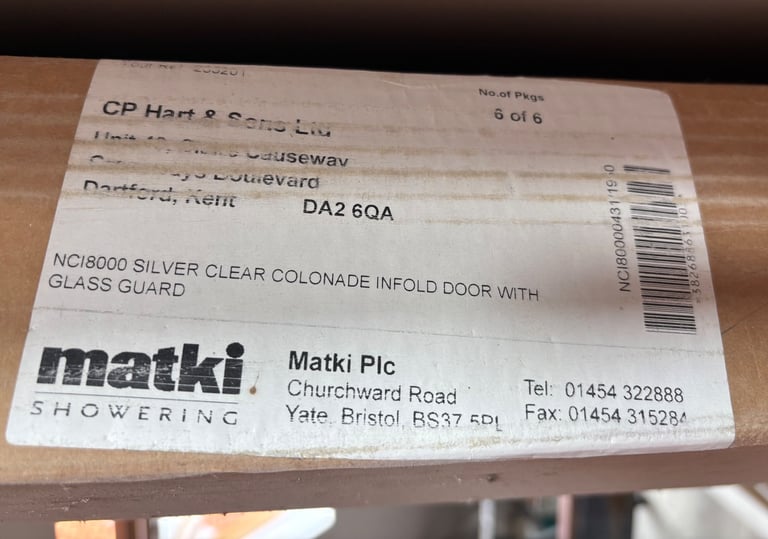 No.of Pkgs
6 of 6
CP Hart & Sons Ltd
Causeway
Boulevard
Dartford, Kent
DA2 6QA
NCI8000 SILVER CLEAR COLONADE INFOLD DOOR WITH
GLASS GUARD
matki
SHOWERING
Matki Plc
Churchward Road
Yate, Bristol, BS37 5PL
Tel: 01454 322888
Fax: 01454 315284